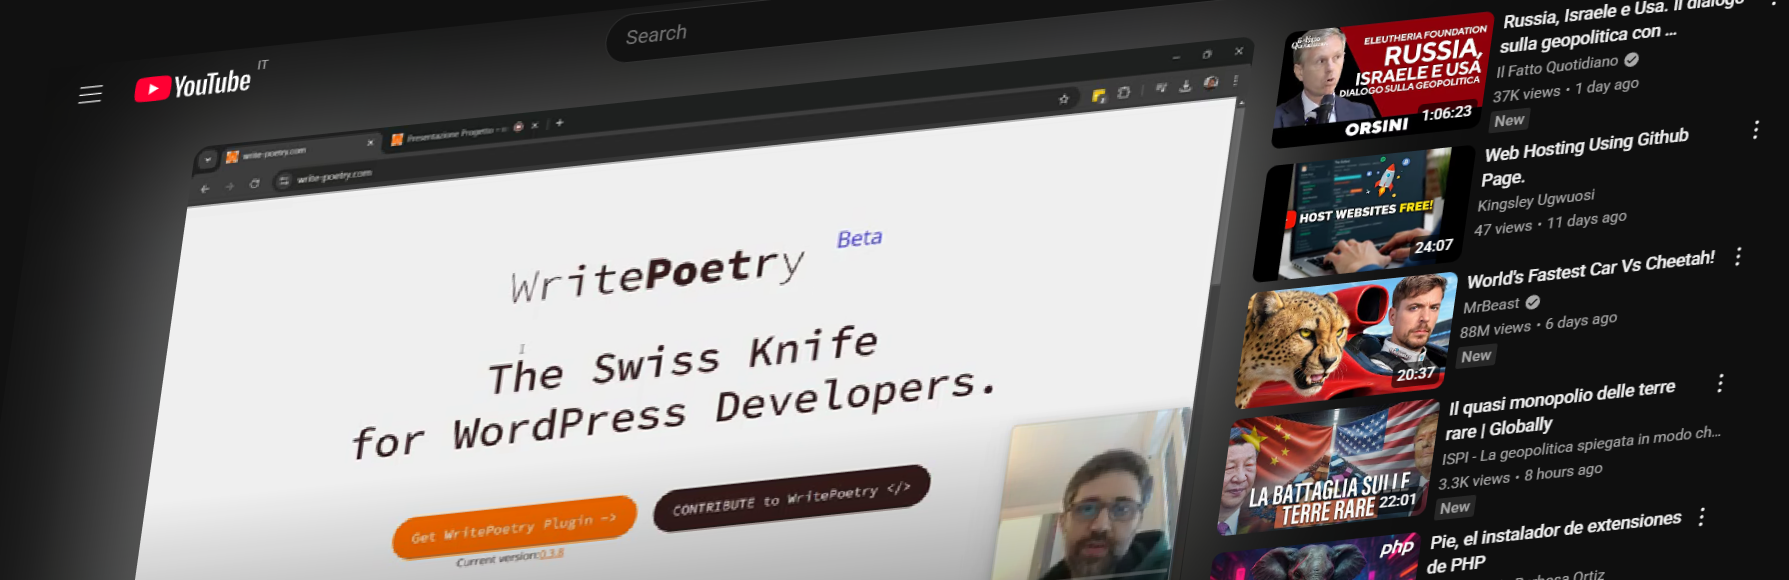 YouTube IT
Search
write-poetry.com
Presentazione Progetto
write-poetry.com
WritePoetry Beta
The Swiss Knife
for WordPress Developers.
Get WritePoetry Plugin ->
CONTRIBUTE to WritePoetry </>
Current version:0.3.8
ELEUTHERIA FOUNDATION
RUSSIA,
ISRAELE E USA
DIALOGO SULLA GEOPOLITICA
1:06:23
ORSINI
Russia, Israele e Usa. Il dialogo
sulla geopolitica con ...
Il Fatto Quotidiano
37K views • 1 day ago
New
HOST WEBSITES FREE!
24:07
Web Hosting Using Github
Page.
Kingsley Ugwuosi
47 views • 11 days ago
20:37
World's Fastest Car Vs Cheetah!
MrBeast
88M views • 6 days ago
New
LA BATTAGLIA SULLE
TERRE RARE 22:01
Il quasi monopolio delle terre
rare | Globally
ISPI - La geopolitica spiegata in modo ch...
3.3K views • 8 hours ago
New
php
Pie, el instalador de extensiones
de PHP
Ortiz